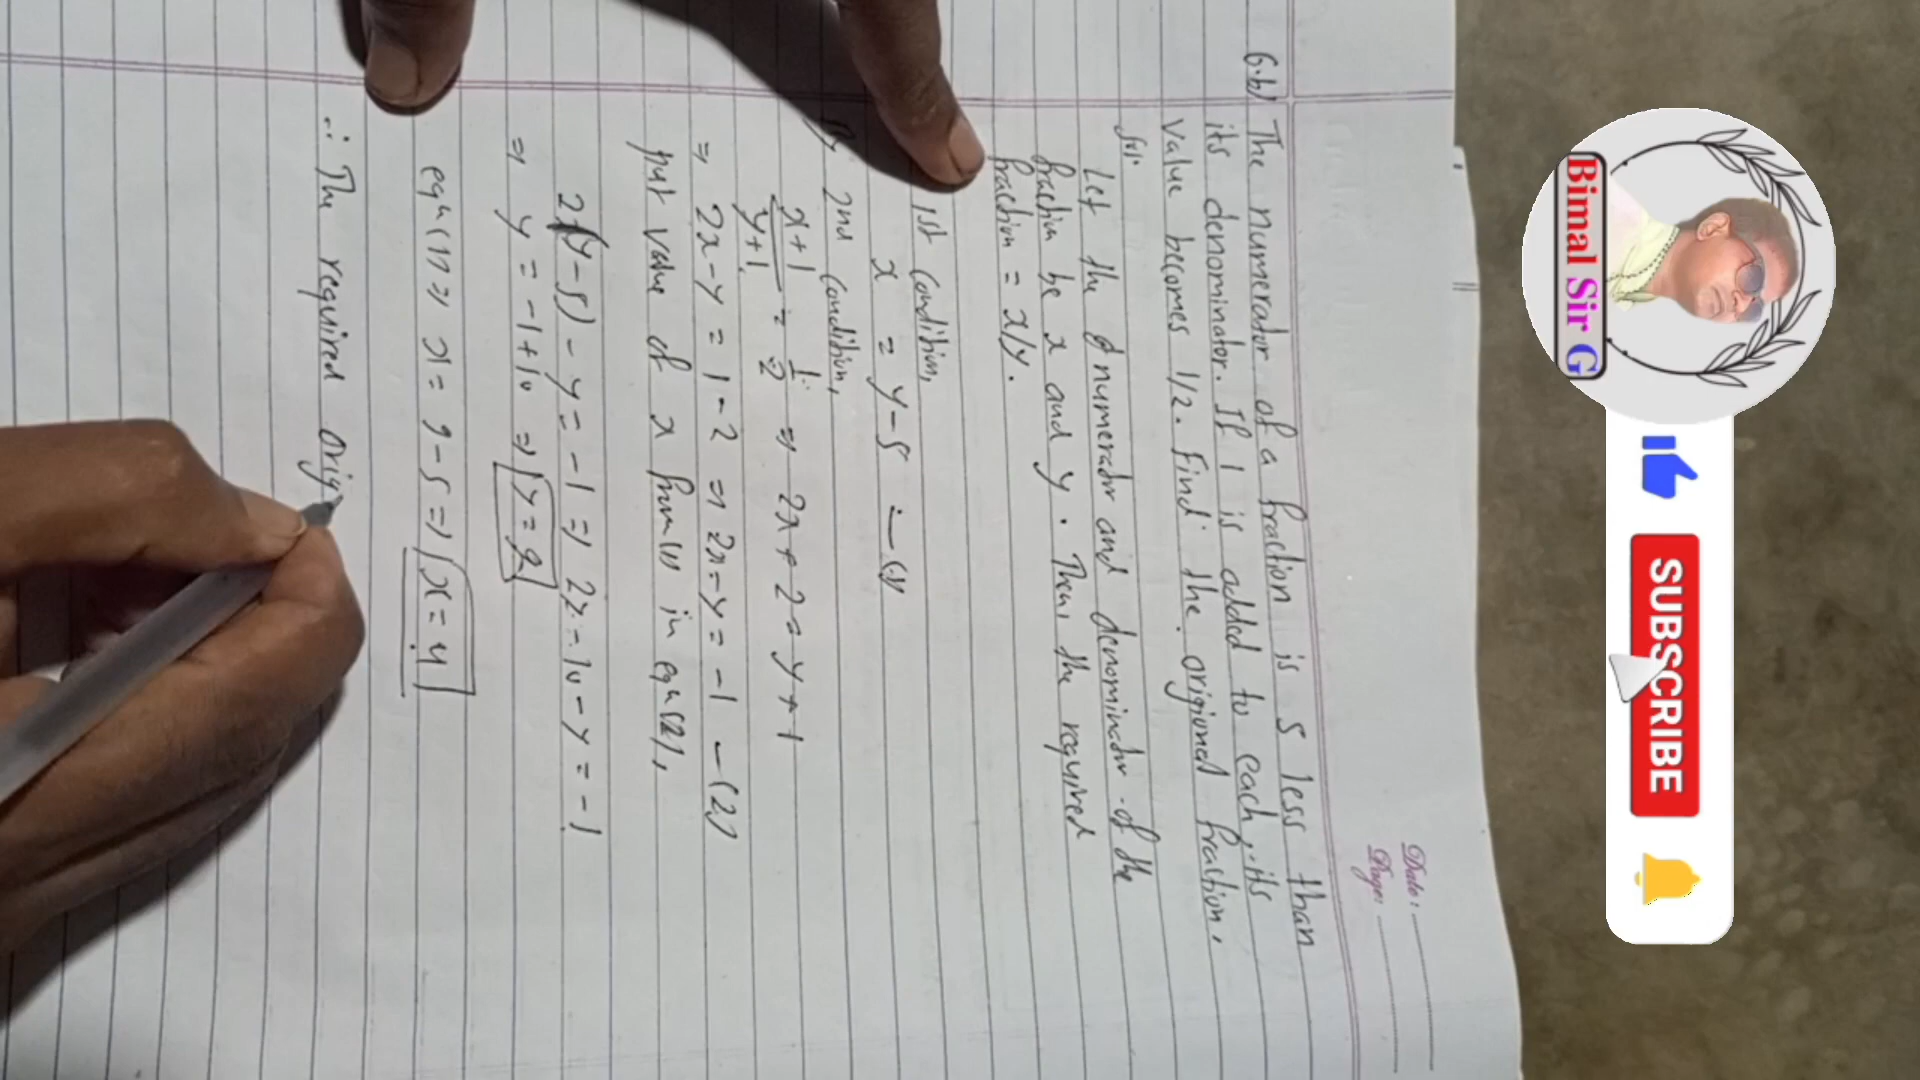 Date:
Page:
6.b) The numerator of a fraction is 5 less than
its denominator. If 1 is added to each, its
value becomes 1/2. Find the origional fraction.
Sol:
Let the numerator and denominator of the
fraction be x and y. Then, the required
fraction = x/y.
1st condition,
x = y-5 — (1)
2nd condition,
x+1/y+1 = 1/2 ⇒ 2x+2=y+1
⇒ 2x-y = 1-2 ⇒ 2x-y = -1 -(2)
put value of x from (1) in eqn (2),
2(y-5) - y = -1 ⇒ 2y-10-y = -1
⇒ y = -1+10 ⇒ y = 9
eqn (1) ⇒ x = 9-5 ⇒ x = 4
∴ The required orig
Bimal Sir G
SUBSCRIBE